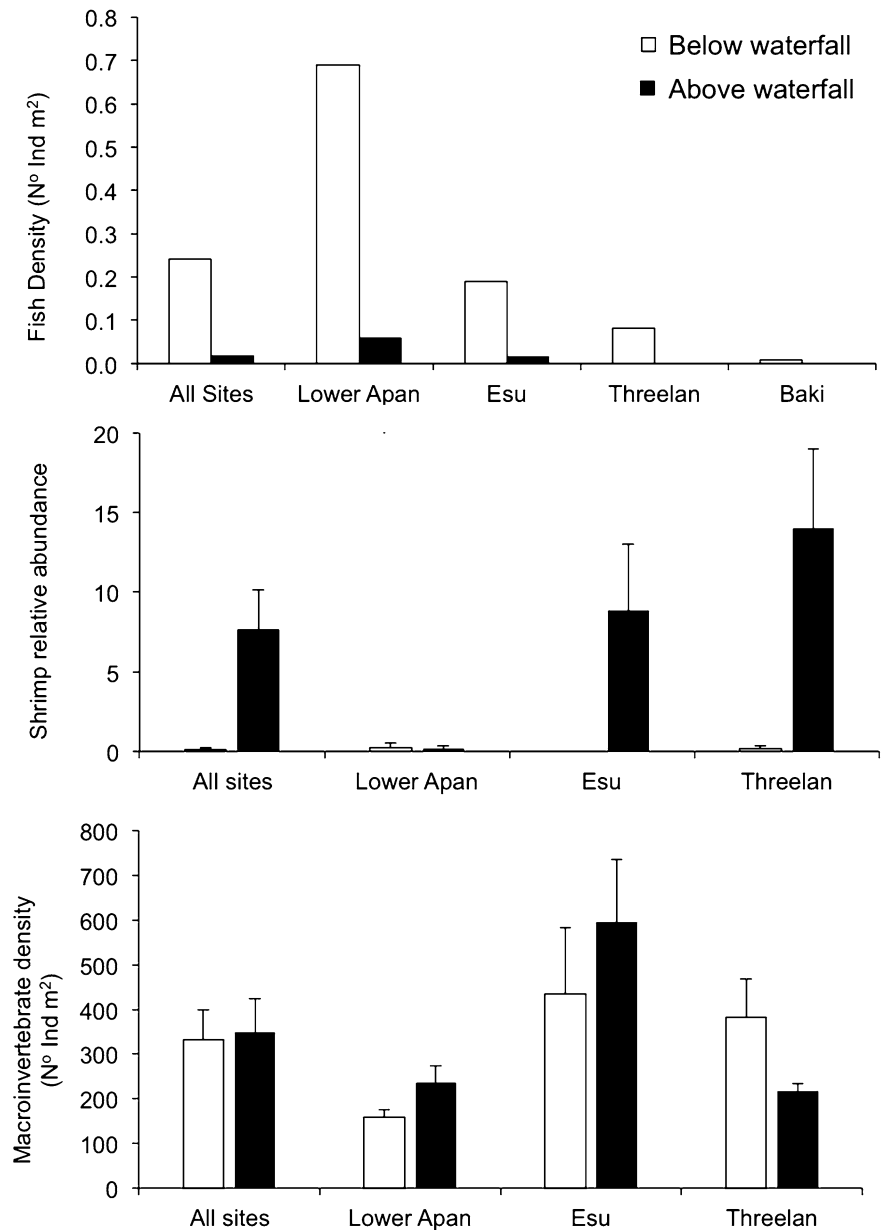 Below waterfall
Above waterfall
Fish Density (Nº Ind m²)
0.8
0.7
0.6
0.5
0.4
0.3
0.2
0.1
0.0
All Sites Lower Apan Esu Threelan Baki
Shrimp relative abundance
20
15
10
5
0
All sites Lower Apan Esu Threelan
Macroinvertebrate density
(Nº Ind m²)
800
700
600
500
400
300
200
100
0
All sites Lower Apan Esu Threelan